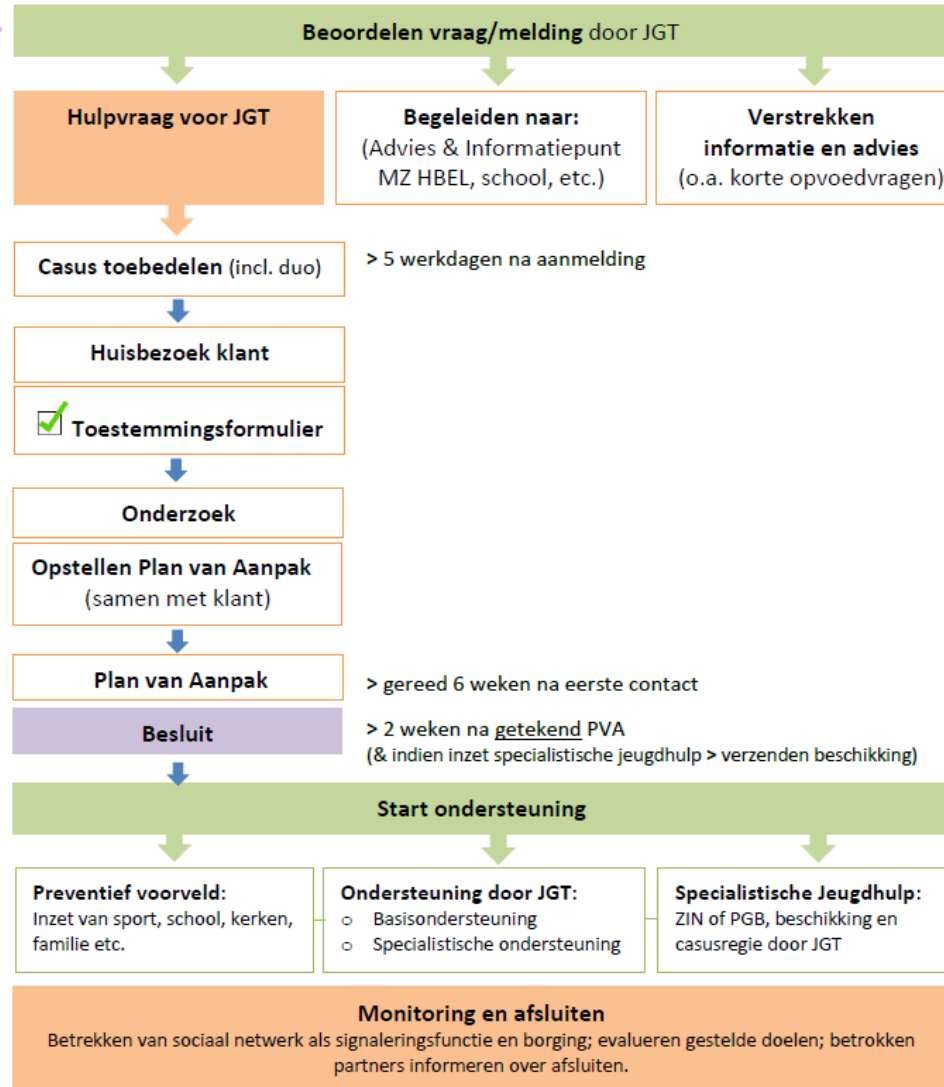 Beoordelen vraag/melding door JGT
Hulpvraag voor JGT
Begeleiden naar:
(Advies & Informatiepunt
MZ HBEL, school, etc.)
Verstrekken
informatie en advies
(o.a. korte opvoedvragen)
Casus toebedelen (incl. duo)
> 5 werkdagen na aanmelding
Huisbezoek klant
Toestemmingsformulier
Onderzoek
Opstellen Plan van Aanpak
(samen met klant)
Plan van Aanpak
> gereed 6 weken na eerste contact
Besluit
> 2 weken na getekend PVA
(& indien inzet specialistische jeugdhulp > verzenden beschikking)
Start ondersteuning
Preventief voorveld:
Inzet van sport, school, kerken,
familie etc.
Ondersteuning door JGT:
o Basisondersteuning
o Specialistische ondersteuning
Specialistische Jeugdhulp:
ZIN of PGB, beschikking en
casusregie door JGT
Monitoring en afsluiten
Betrekken van sociaal netwerk als signaleringsfunctie en borging; evalueren gestelde doelen; betrokken
partners informeren over afsluiten.